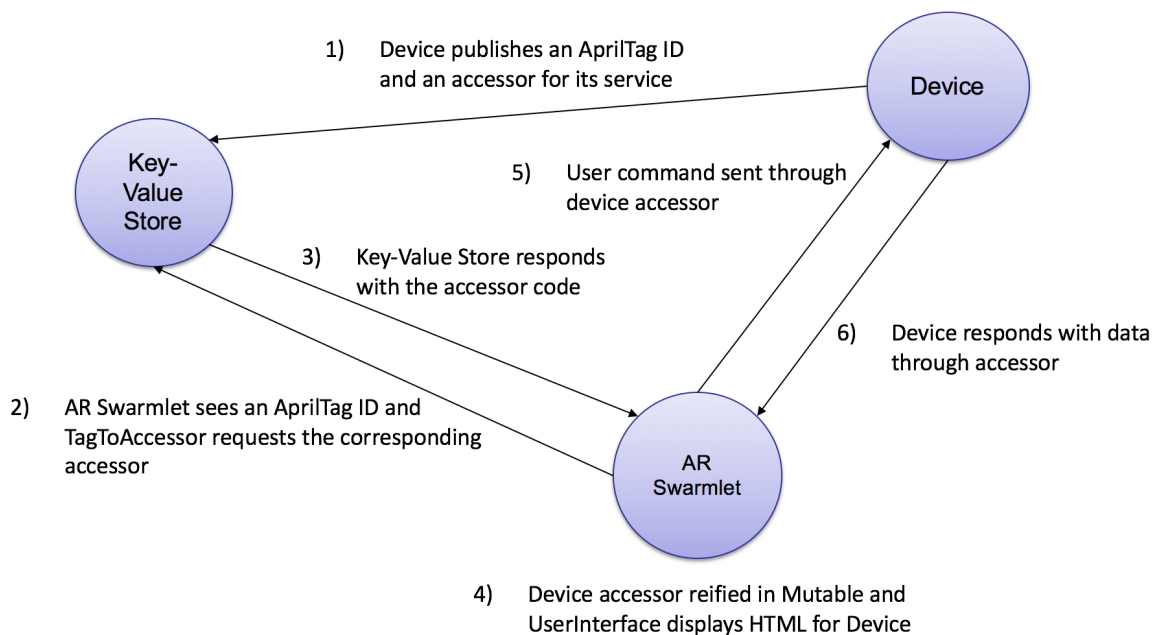 1) Device publishes an AprilTag ID
and an accessor for its service
Device
Key-
Value
Store
5) User command sent through
device accessor
3) Key-Value Store responds
with the accessor code
6) Device responds with data
through accessor
2) AR Swarmlet sees an AprilTag ID and
TagToAccessor requests the corresponding
accessor
AR
Swarmlet
4) Device accessor reified in Mutable and
UserInterface displays HTML for Device